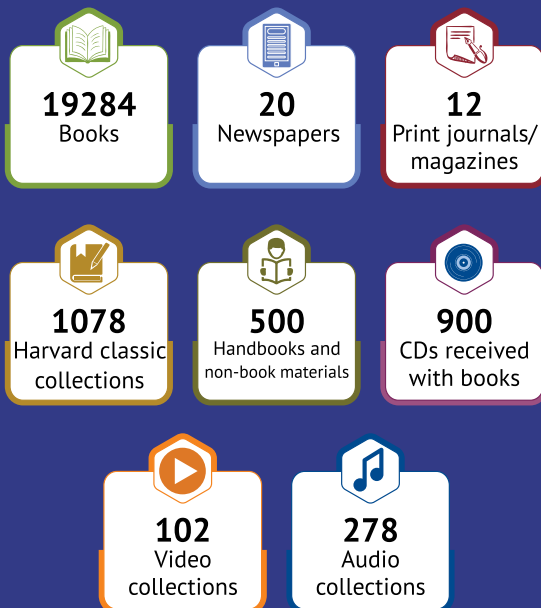 19284
Books
20
Newspapers
12
Print journals/
magazines
1078
Harvard classic
collections
500
Handbooks and
non-book materials
900
CDs received
with books
102
Video
collections
278
Audio
collections